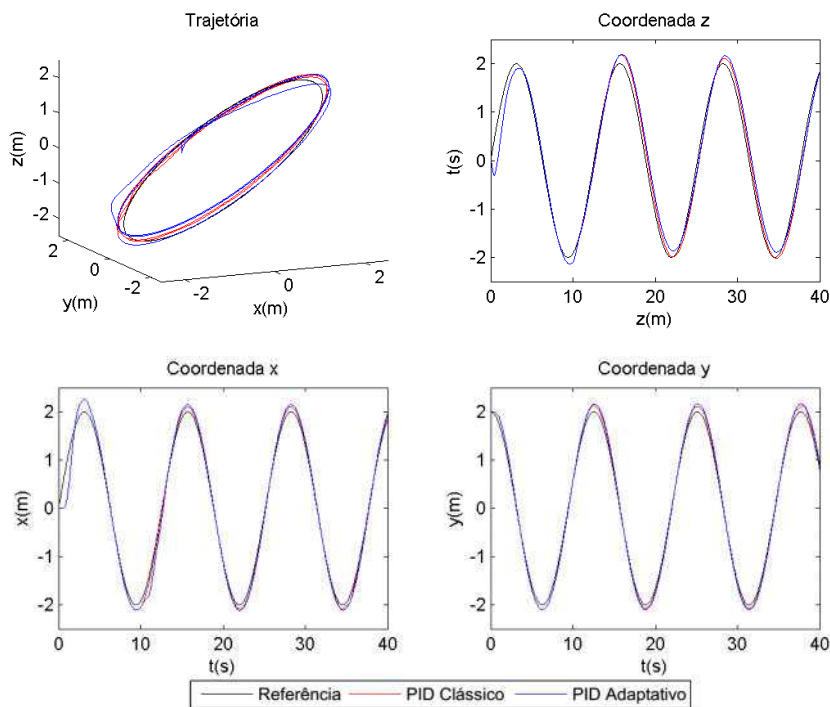 Trajetória
2
1
0
-1
-2
z(m)
2
0
-2
y(m)
-2
0
2
x(m)
Coordenada z
2
1
0
-1
-2
t(s)
0
10
20
30
40
z(m)
Coordenada x
2
1
0
-1
-2
x(m)
0
10
20
30
40
t(s)
Coordenada y
2
1
0
-1
-2
y(m)
0
10
20
30
40
t(s)
Referência
PID Clássico
PID Adaptativo